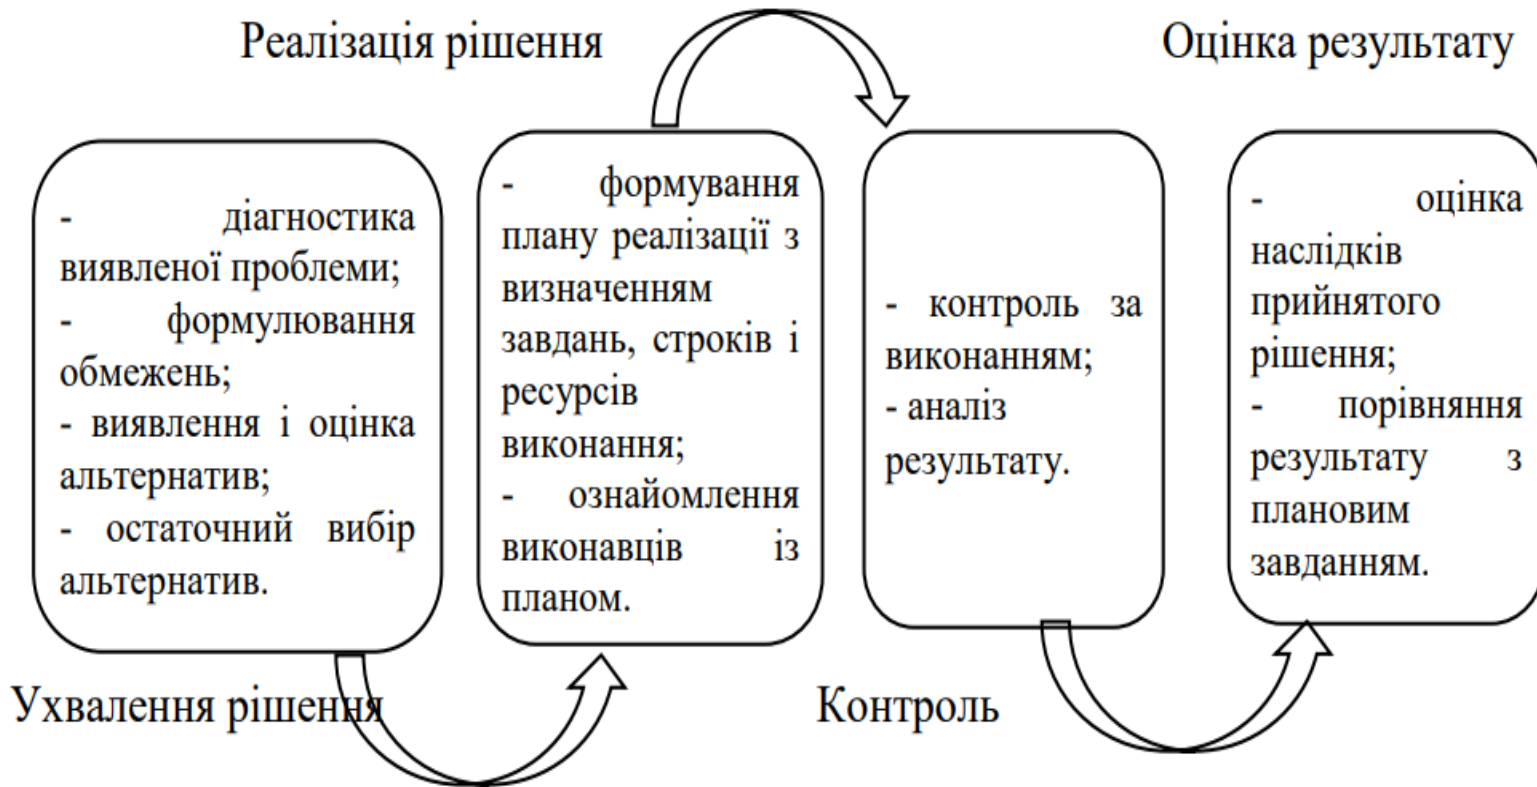 Реалізація рішення
Оцінка результату
- діагностика
виявленої проблеми;
- формулювання
обмежень;
- виявлення і оцінка
альтернатив;
- остаточний вибір
альтернатив.
- формування
плану реалізації з
визначенням
завдань, строків і
ресурсів
виконання;
- ознайомлення
виконавців із
планом.
- контроль за
виконанням;
- аналіз
результату.
- оцінка
наслідків
прийнятого
рішення;
- порівняння
результату з
плановим
завданням.
Ухвалення рішення
Контроль